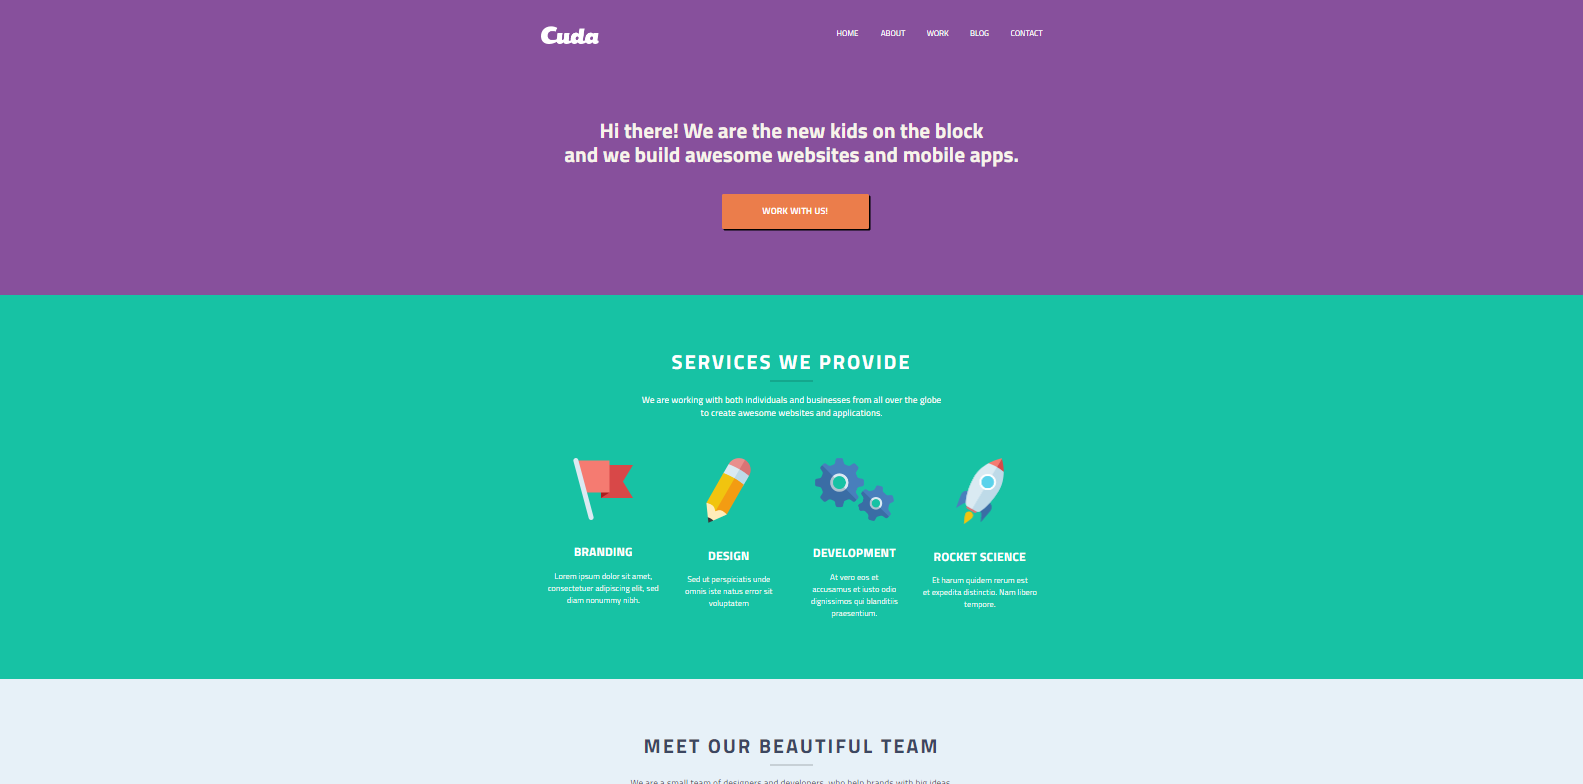 Cuda
HOME ABOUT WORK BLOG CONTACT
Hi there! We are the new kids on the block
and we build awesome websites and mobile apps.
WORK WITH US!
SERVICES WE PROVIDE
We are working with both individuals and businesses from all over the globe
to create awesome websites and applications.
BRANDING
Lorem ipsum dolor sit amet,
consectetuer adipiscing elit, sed
diam nonummy nibh.
DESIGN
Sed ut perspiciatis unde
omnis iste natus error sit
voluptatem
DEVELOPMENT
At vero eos et
accusamus et iusto odio
dignissimos qui blanditiis
praesentium.
ROCKET SCIENCE
Et harum quidem rerum est
et expedita distinctio. Nam libero
tempore.
MEET OUR BEAUTIFUL TEAM
We are a small team of designers and developers, who help brands with big ideas.